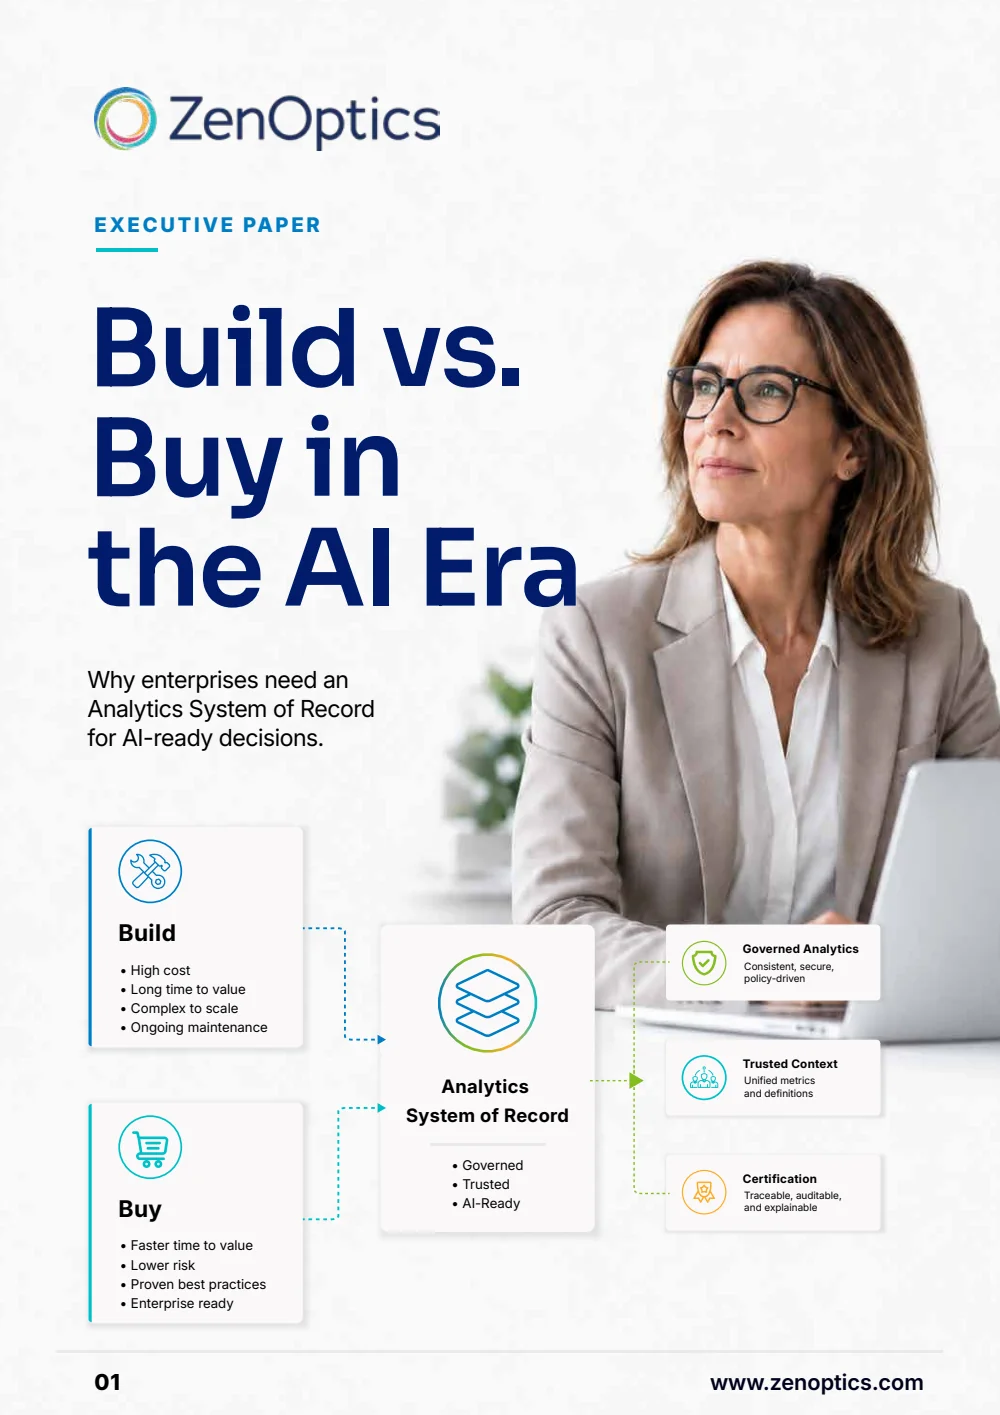 ZenOptics
EXECUTIVE PAPER
Build vs.
Buy in
the AI Era
Why enterprises need an
Analytics System of Record
for AI-ready decisions.
Build
• High cost
• Long time to value
• Complex to scale
• Ongoing maintenance
Buy
• Faster time to value
• Lower risk
• Proven best practices
• Enterprise ready
Analytics
System of Record
• Governed
• Trusted
• AI-Ready
Governed Analytics
Consistent, secure,
policy-driven
Trusted Context
Unified metrics
and definitions
Certification
Traceable, auditable,
and explainable
01
www.zenoptics.com